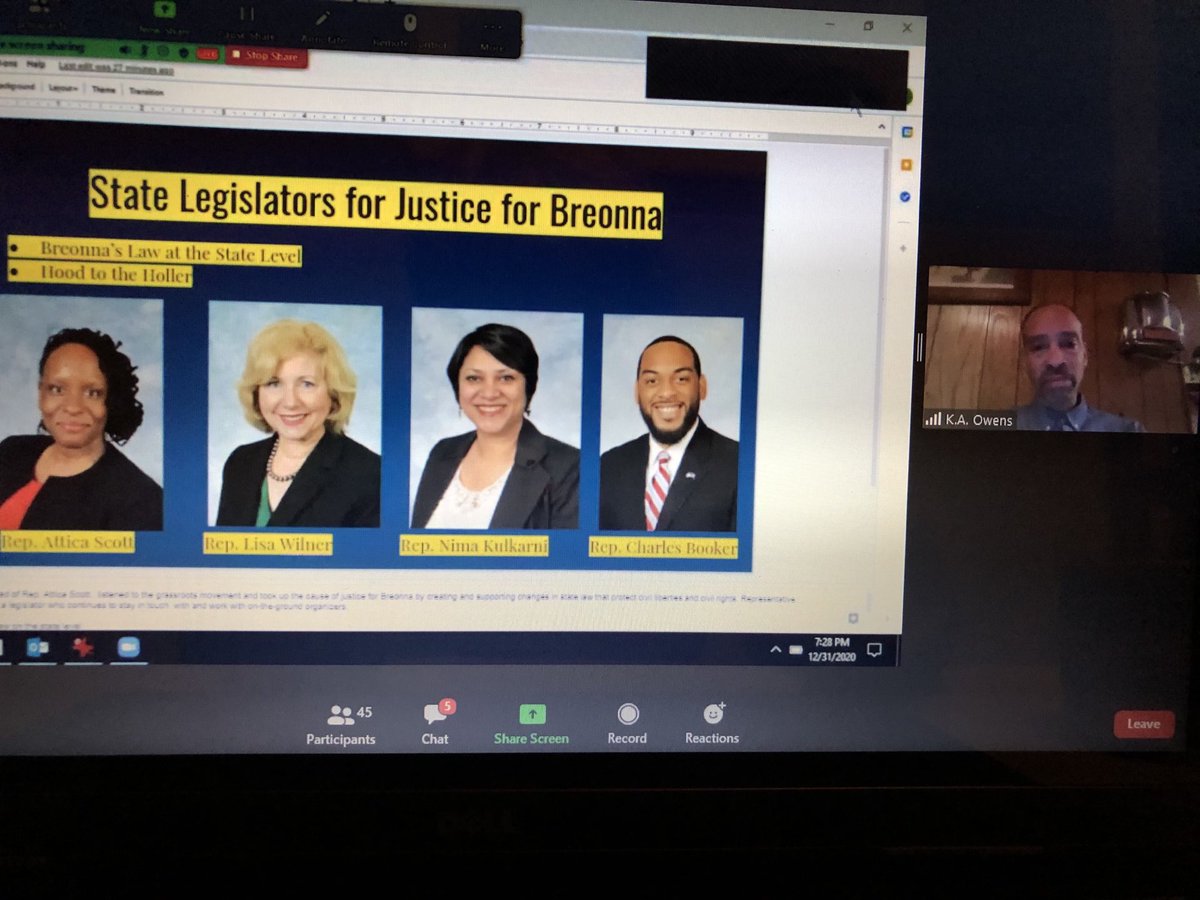 New Share
Pause Share
Annotate
Remote Control
More
screen sharing
LIVE
Stop Share
Help Last edit was 27 minutes ago
Layout Theme Transition
State Legislators for Justice for Breonna
• Breonna's Law at the State Level
• Hood to the Holler
Rep. Attica Scott
Rep. Lisa Wilner
Rep. Nima Kulkarni
Rep. Charles Booker
of Rep. Attica Scott. listened to the grassroots movement and took up the cause of justice for Breonna by creating and supporting changes in state law that protect civil liberties and civil rights. Representative
a legislator who continues to stay in touch with and work with on-the-ground organizers
on the state level
K.A. Owens
7:28 PM
12/31/2020
45
5
Participants
Chat
Share Screen
Record
Reactions
Leave
DELL